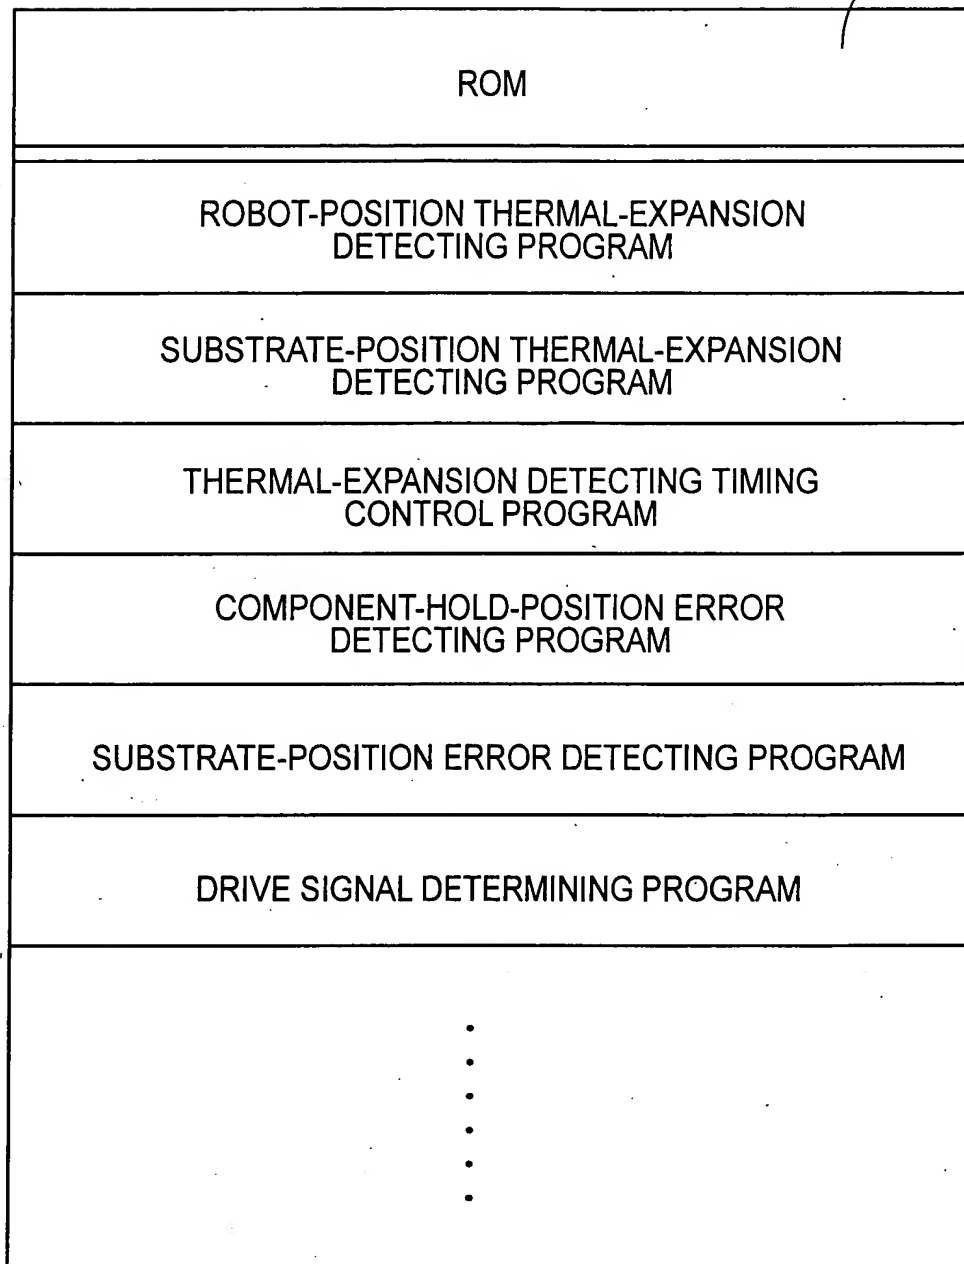 ROM
ROBOT-POSITION THERMAL-EXPANSION
DETECTING PROGRAM
SUBSTRATE-POSITION THERMAL-EXPANSION
DETECTING PROGRAM
THERMAL-EXPANSION DETECTING TIMING
CONTROL PROGRAM
COMPONENT-HOLD-POSITION ERROR
DETECTING PROGRAM
SUBSTRATE-POSITION ERROR DETECTING PROGRAM
DRIVE SIGNAL DETERMINING PROGRAM